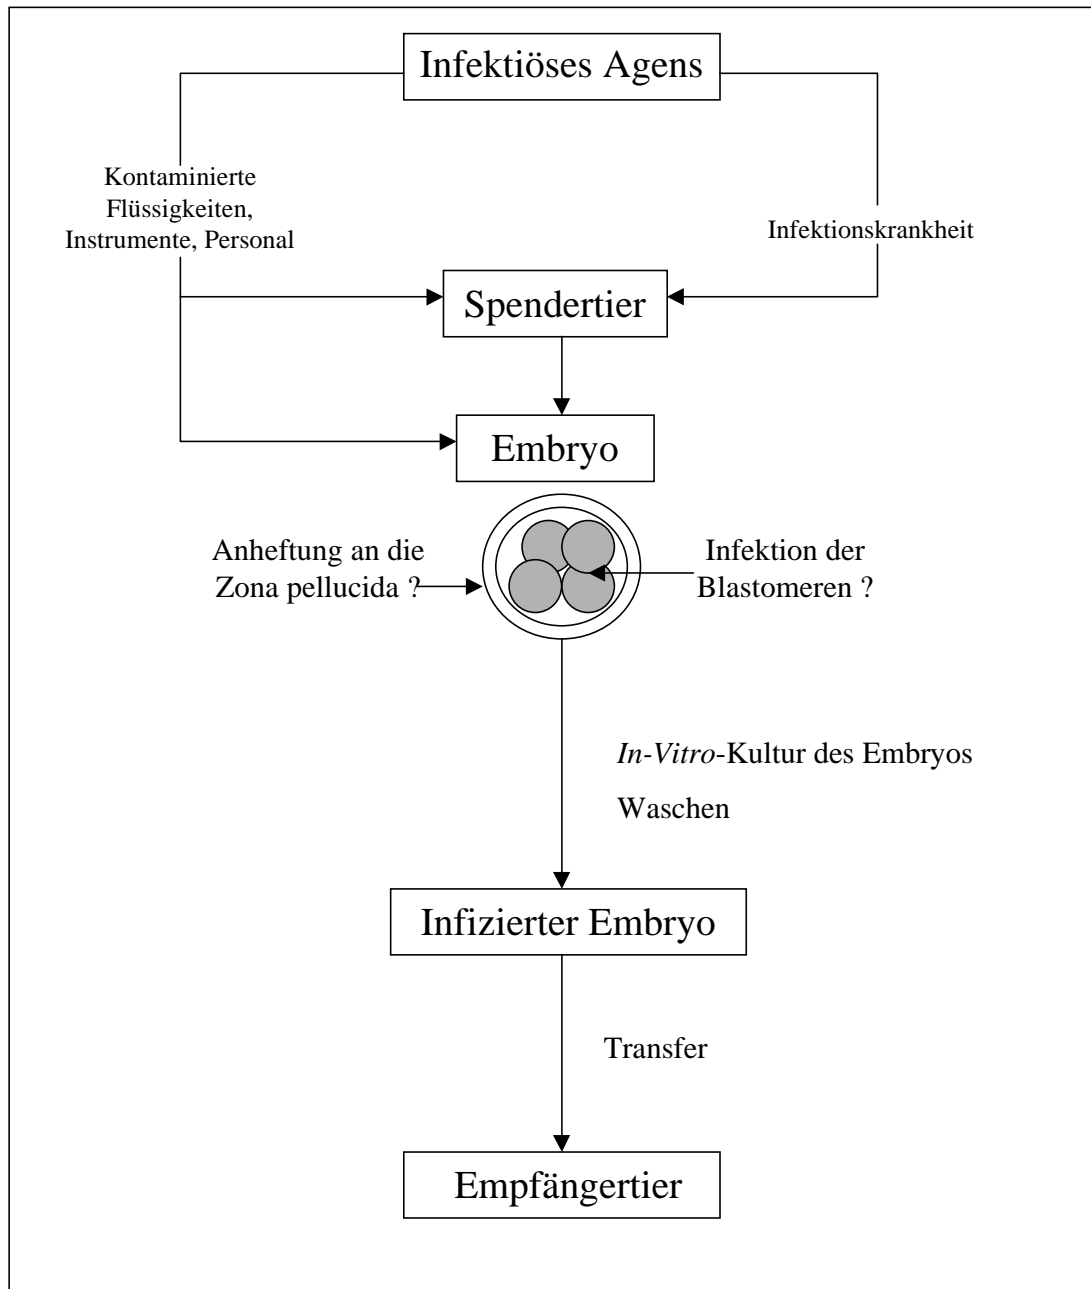 Infektiöses Agens
Kontaminierte
Flüssigkeiten,
Instrumente, Personal
Infektionskrankheit
Spendertier
Embryo
Anheftung an die
Zona pellucida ?
Infektion der
Blastomeren ?
In-Vitro-Kultur des Embryos
Waschen
Infizierter Embryo
Transfer
Empfängertier